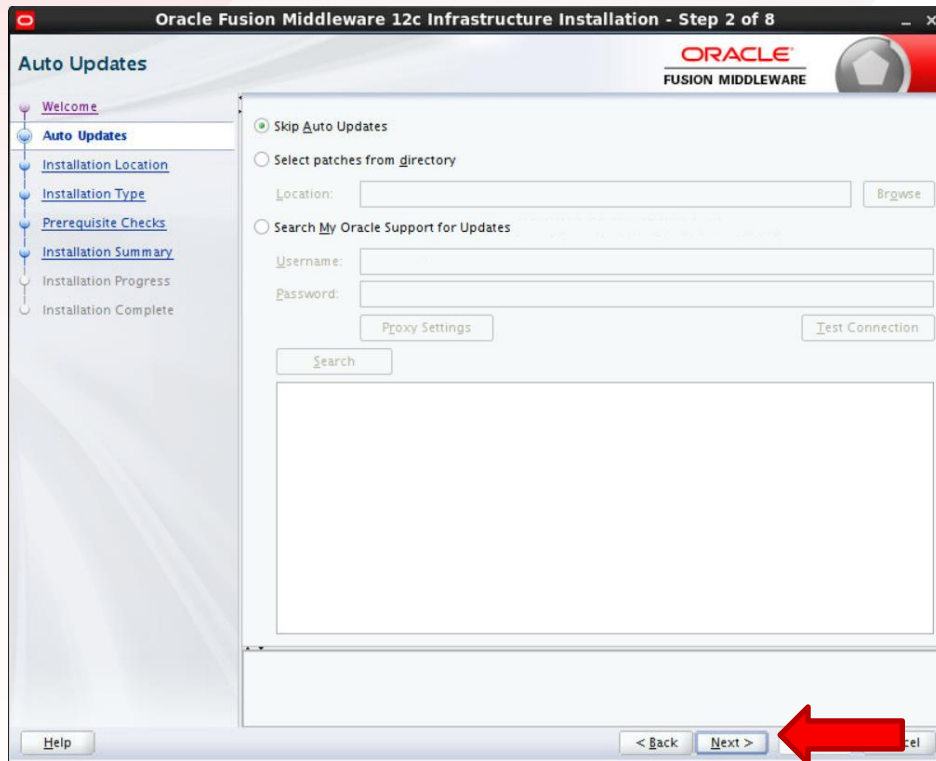 Oracle Fusion Middleware 12c Infrastructure Installation - Step 2 of 8
Auto Updates
ORACLE
FUSION MIDDLEWARE
Welcome
Auto Updates
Installation Location
Installation Type
Prerequisite Checks
Installation Summary
Installation Progress
Installation Complete
Skip Auto Updates
Select patches from directory
Location:
Browse
Search My Oracle Support for Updates
Username:
Password:
Proxy Settings
Test Connection
Search
Help
< Back
Next >